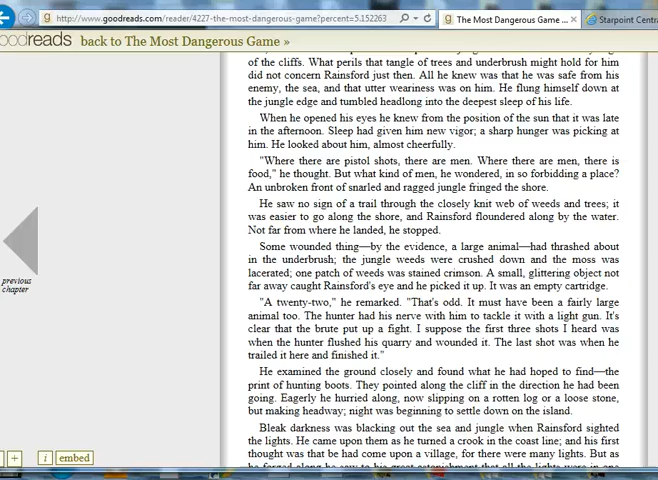 http://www.goodreads.com/reader/4227-the-most-dangerous-game?percent=5.152263
The Most Dangerous Game ...
Starpoint Centra
oodreads back to The Most Dangerous Game »
of the cliffs. What perils that tangle of trees and underbrush might hold for him
did not concern Rainsford just then. All he knew was that he was safe from his
enemy, the sea, and that utter weariness was on him. He flung himself down at
the jungle edge and tumbled headlong into the deepest sleep of his life.
When he opened his eyes he knew from the position of the sun that it was late
in the afternoon. Sleep had given him new vigor; a sharp hunger was picking at
him. He looked about him, almost cheerfully.
"Where there are pistol shots, there are men. Where there are men, there is
food," he thought. But what kind of men, he wondered, in so forbidding a place?
An unbroken front of snarled and ragged jungle fringed the shore.
He saw no sign of a trail through the closely knit web of weeds and trees; it
was easier to go along the shore, and Rainsford floundered along by the water.
Not far from where he landed, he stopped.
Some wounded thing—by the evidence, a large animal—had thrashed about
in the underbrush; the jungle weeds were crushed down and the moss was
lacerated; one patch of weeds was stained crimson. A small, glittering object not
far away caught Rainsford's eye and he picked it up. It was an empty cartridge.
"A twenty-two," he remarked. "That's odd. It must have been a fairly large
animal too. The hunter had his nerve with him to tackle it with a light gun. It's
clear that the brute put up a fight. I suppose the first three shots I heard was
when the hunter flushed his quarry and wounded it. The last shot was when he
trailed it here and finished it."
He examined the ground closely and found what he had hoped to find—the
print of hunting boots. They pointed along the cliff in the direction he had been
going. Eagerly he hurried along, now slipping on a rotten log or a loose stone,
but making headway; night was beginning to settle down on the island.
Bleak darkness was blacking out the sea and jungle when Rainsford sighted
the lights. He came upon them as he turned a crook in the coast line; and his first
thought was that be had come upon a village, for there were many lights. But as
he forged along he saw to his great astonishment that all the lights were in one
previous
chapter
+
i
embed